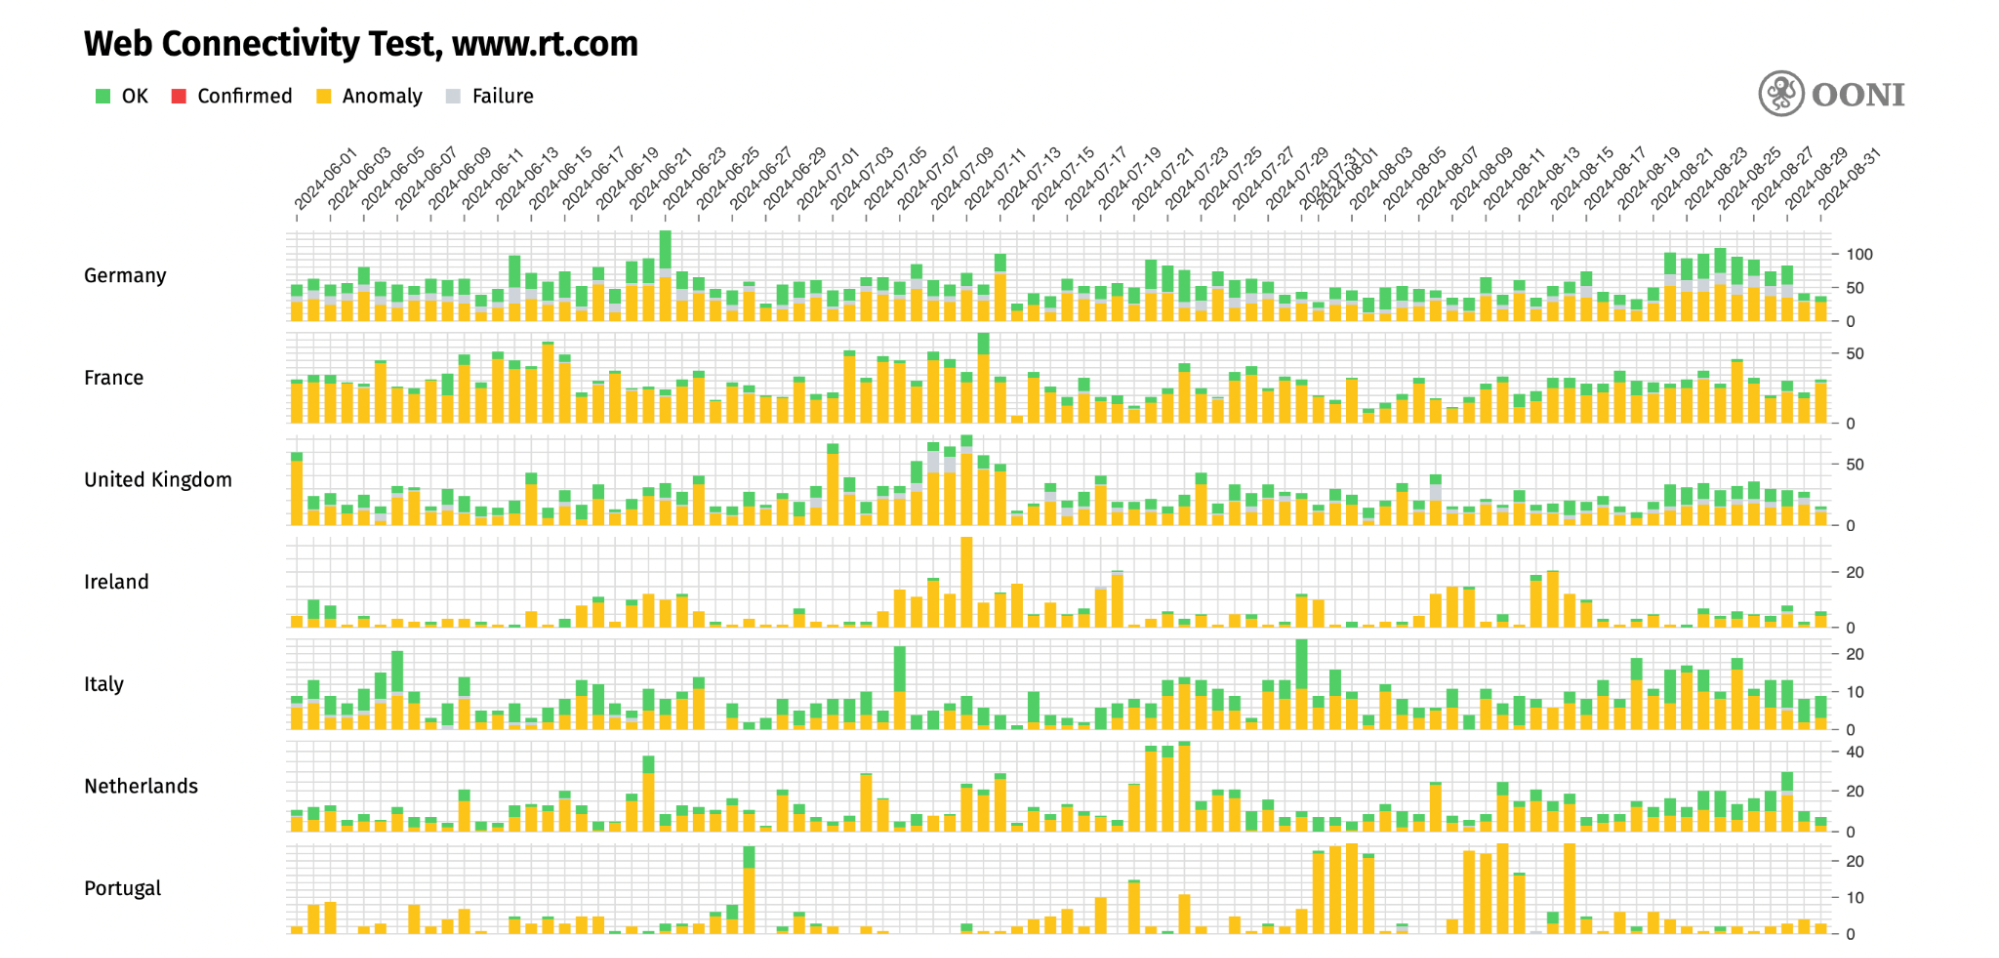 Web Connectivity Test, www.rt.com
OK Confirmed Anomaly Failure
OONI
2024-06-01 2024-06-03 2024-06-05 2024-06-07 2024-06-09 2024-06-11 2024-06-13 2024-06-15 2024-06-17 2024-06-19 2024-06-21 2024-06-23 2024-06-25 2024-06-27 2024-06-29 2024-07-01 2024-07-03 2024-07-05 2024-07-07 2024-07-09 2024-07-11 2024-07-13 2024-07-15 2024-07-17 2024-07-19 2024-07-21 2024-07-23 2024-07-25 2024-07-27 2024-07-29 2024-07-31 2024-08-01 2024-08-03 2024-08-05 2024-08-07 2024-08-09 2024-08-11 2024-08-13 2024-08-15 2024-08-17 2024-08-19 2024-08-21 2024-08-23 2024-08-25 2024-08-27 2024-08-29 2024-08-31
100
Germany
50
0
50
France
0
50
United Kingdom
0
20
Ireland
0
20
Italy
10
0
40
Netherlands
20
0
20
Portugal
10
0